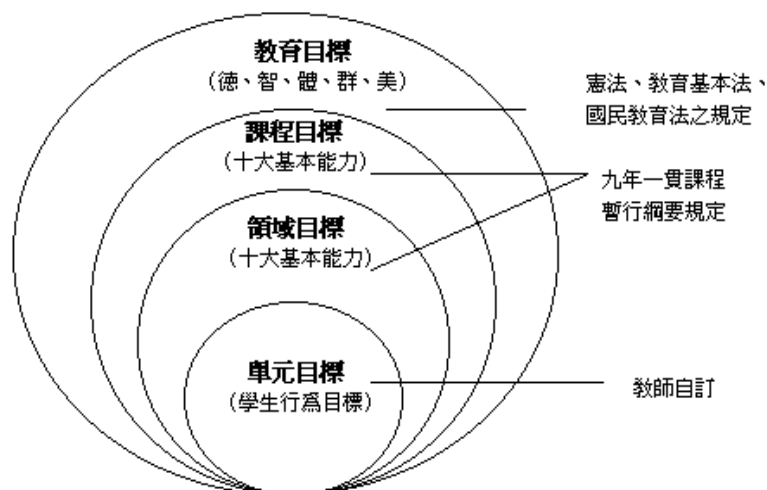 教育目標
(德、智、體、群、美)
憲法、教育基本法、
國民教育法之規定
課程目標
(十大基本能力)
九年一貫課程
暫行綱要規定
領域目標
(十大基本能力)
單元目標
(學生行為目標)
教師自訂